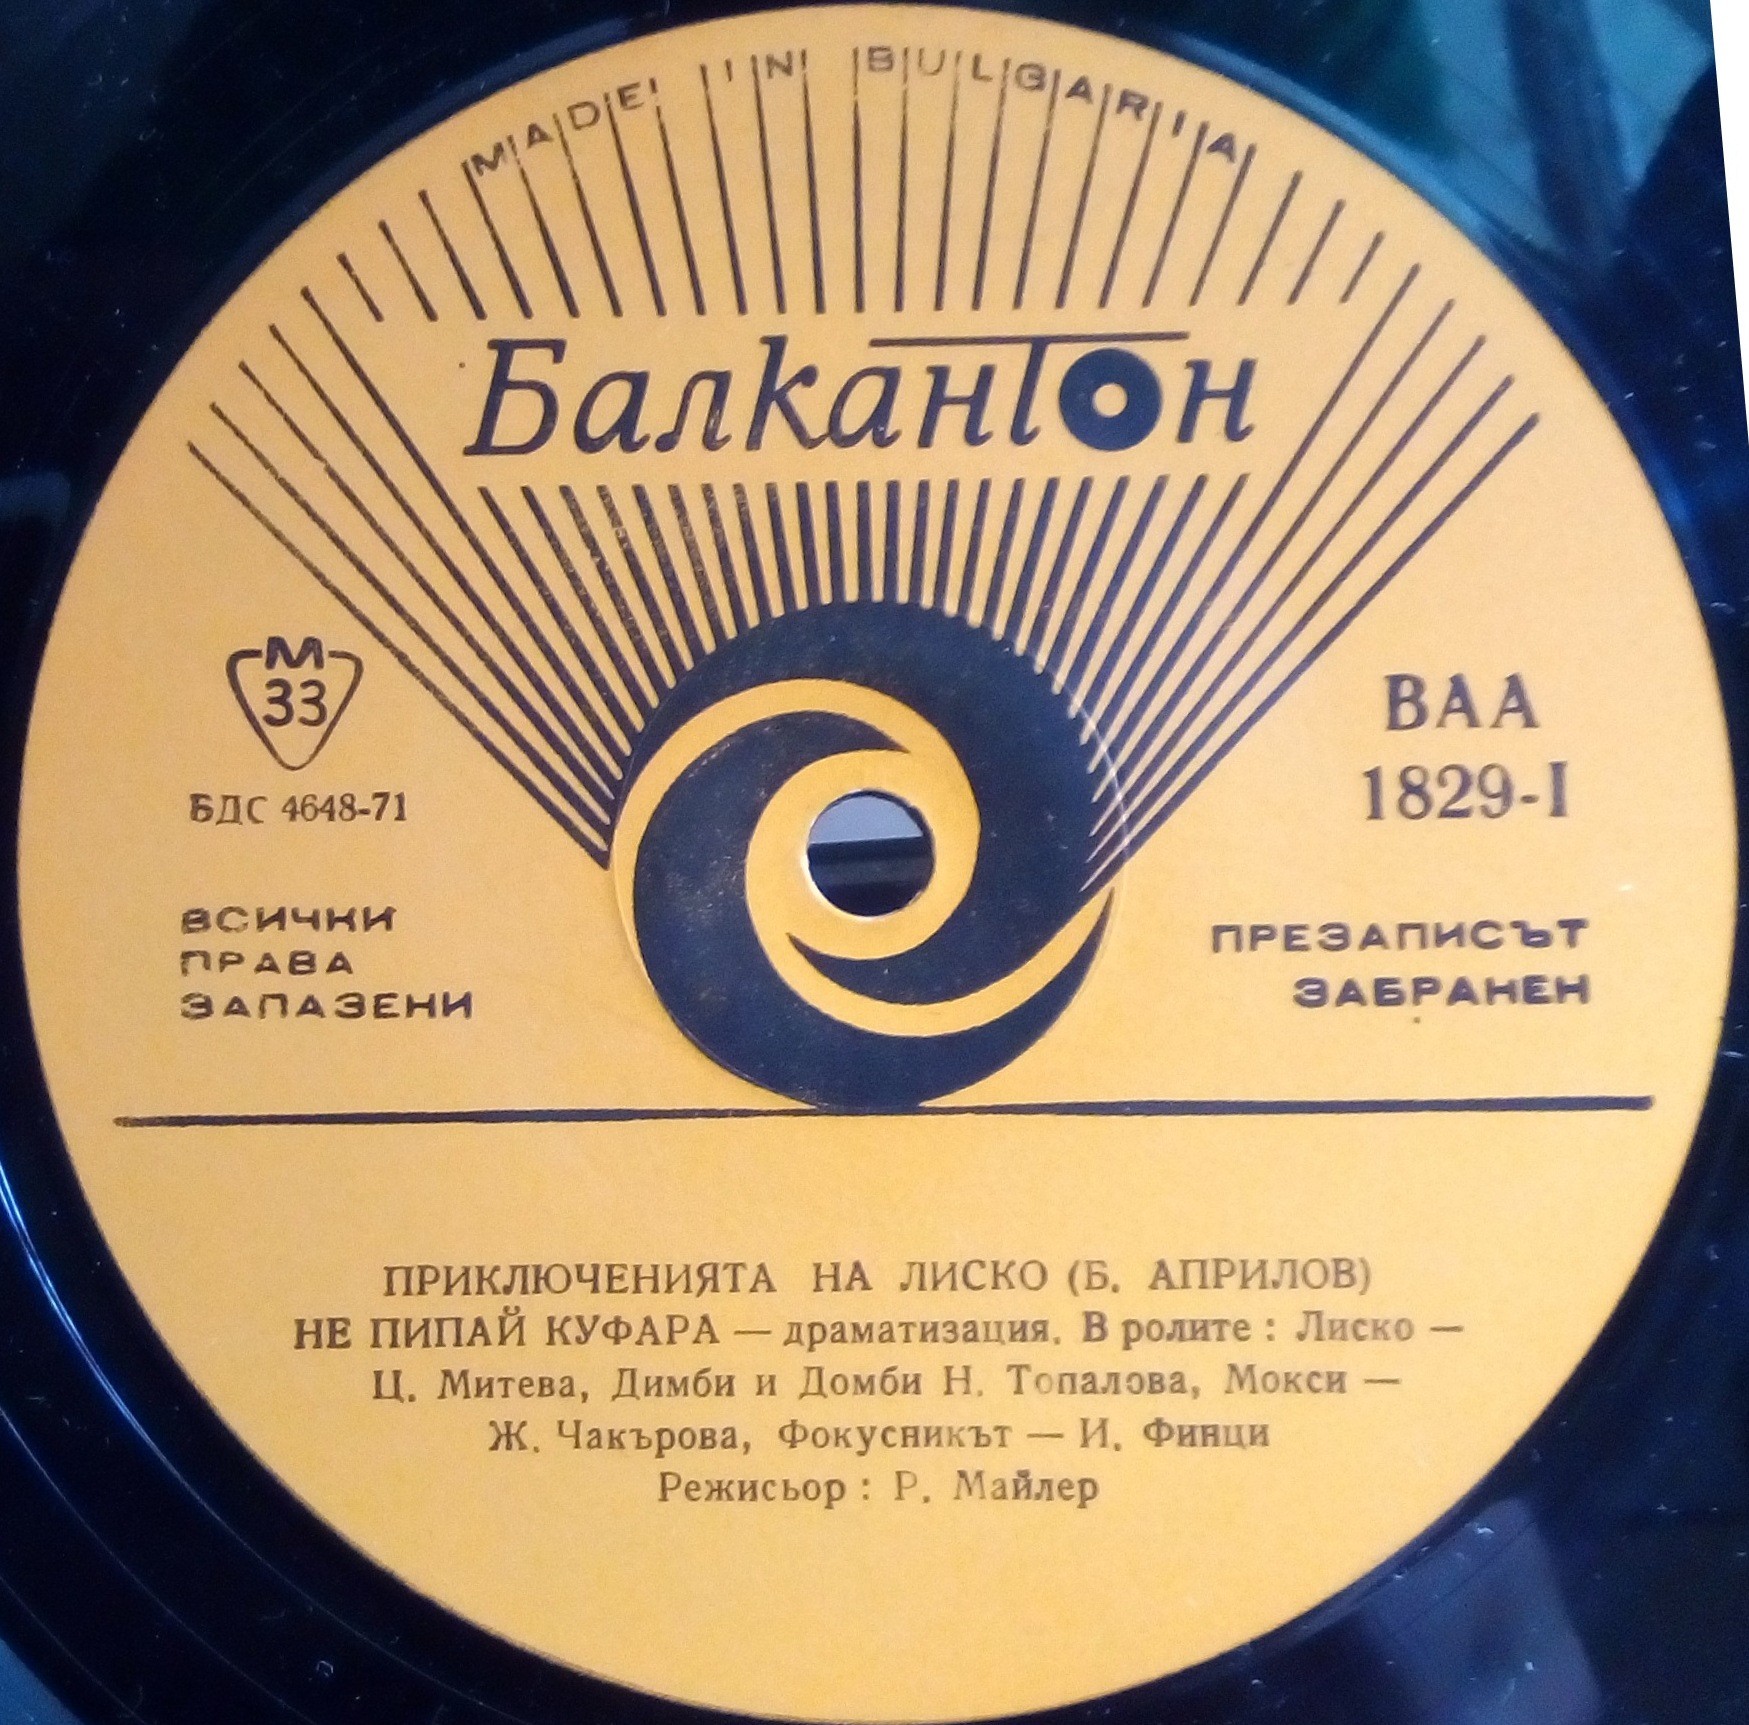 MADE IN BULGARIA
Балкантон
М
33
БДС 4648-71
ВСИЧКИ
ПРАВА
ЗАПАЗЕНИ
ВАА
1829-I
ПРЕЗАПИСЪТ
ЗАБРАНЕН
ПРИКЛЮЧЕНИЯТА НА ЛИСКО (Б. АПРИЛОВ)
НЕ ПИПАЙ КУФАРА — драматизация. В ролите : Лиско —
Ц. Митева, Димби и Домби Н. Топалова, Мокси —
Ж. Чакърова, Фокусникът — И. Финци
Режисьор : Р. Майлер